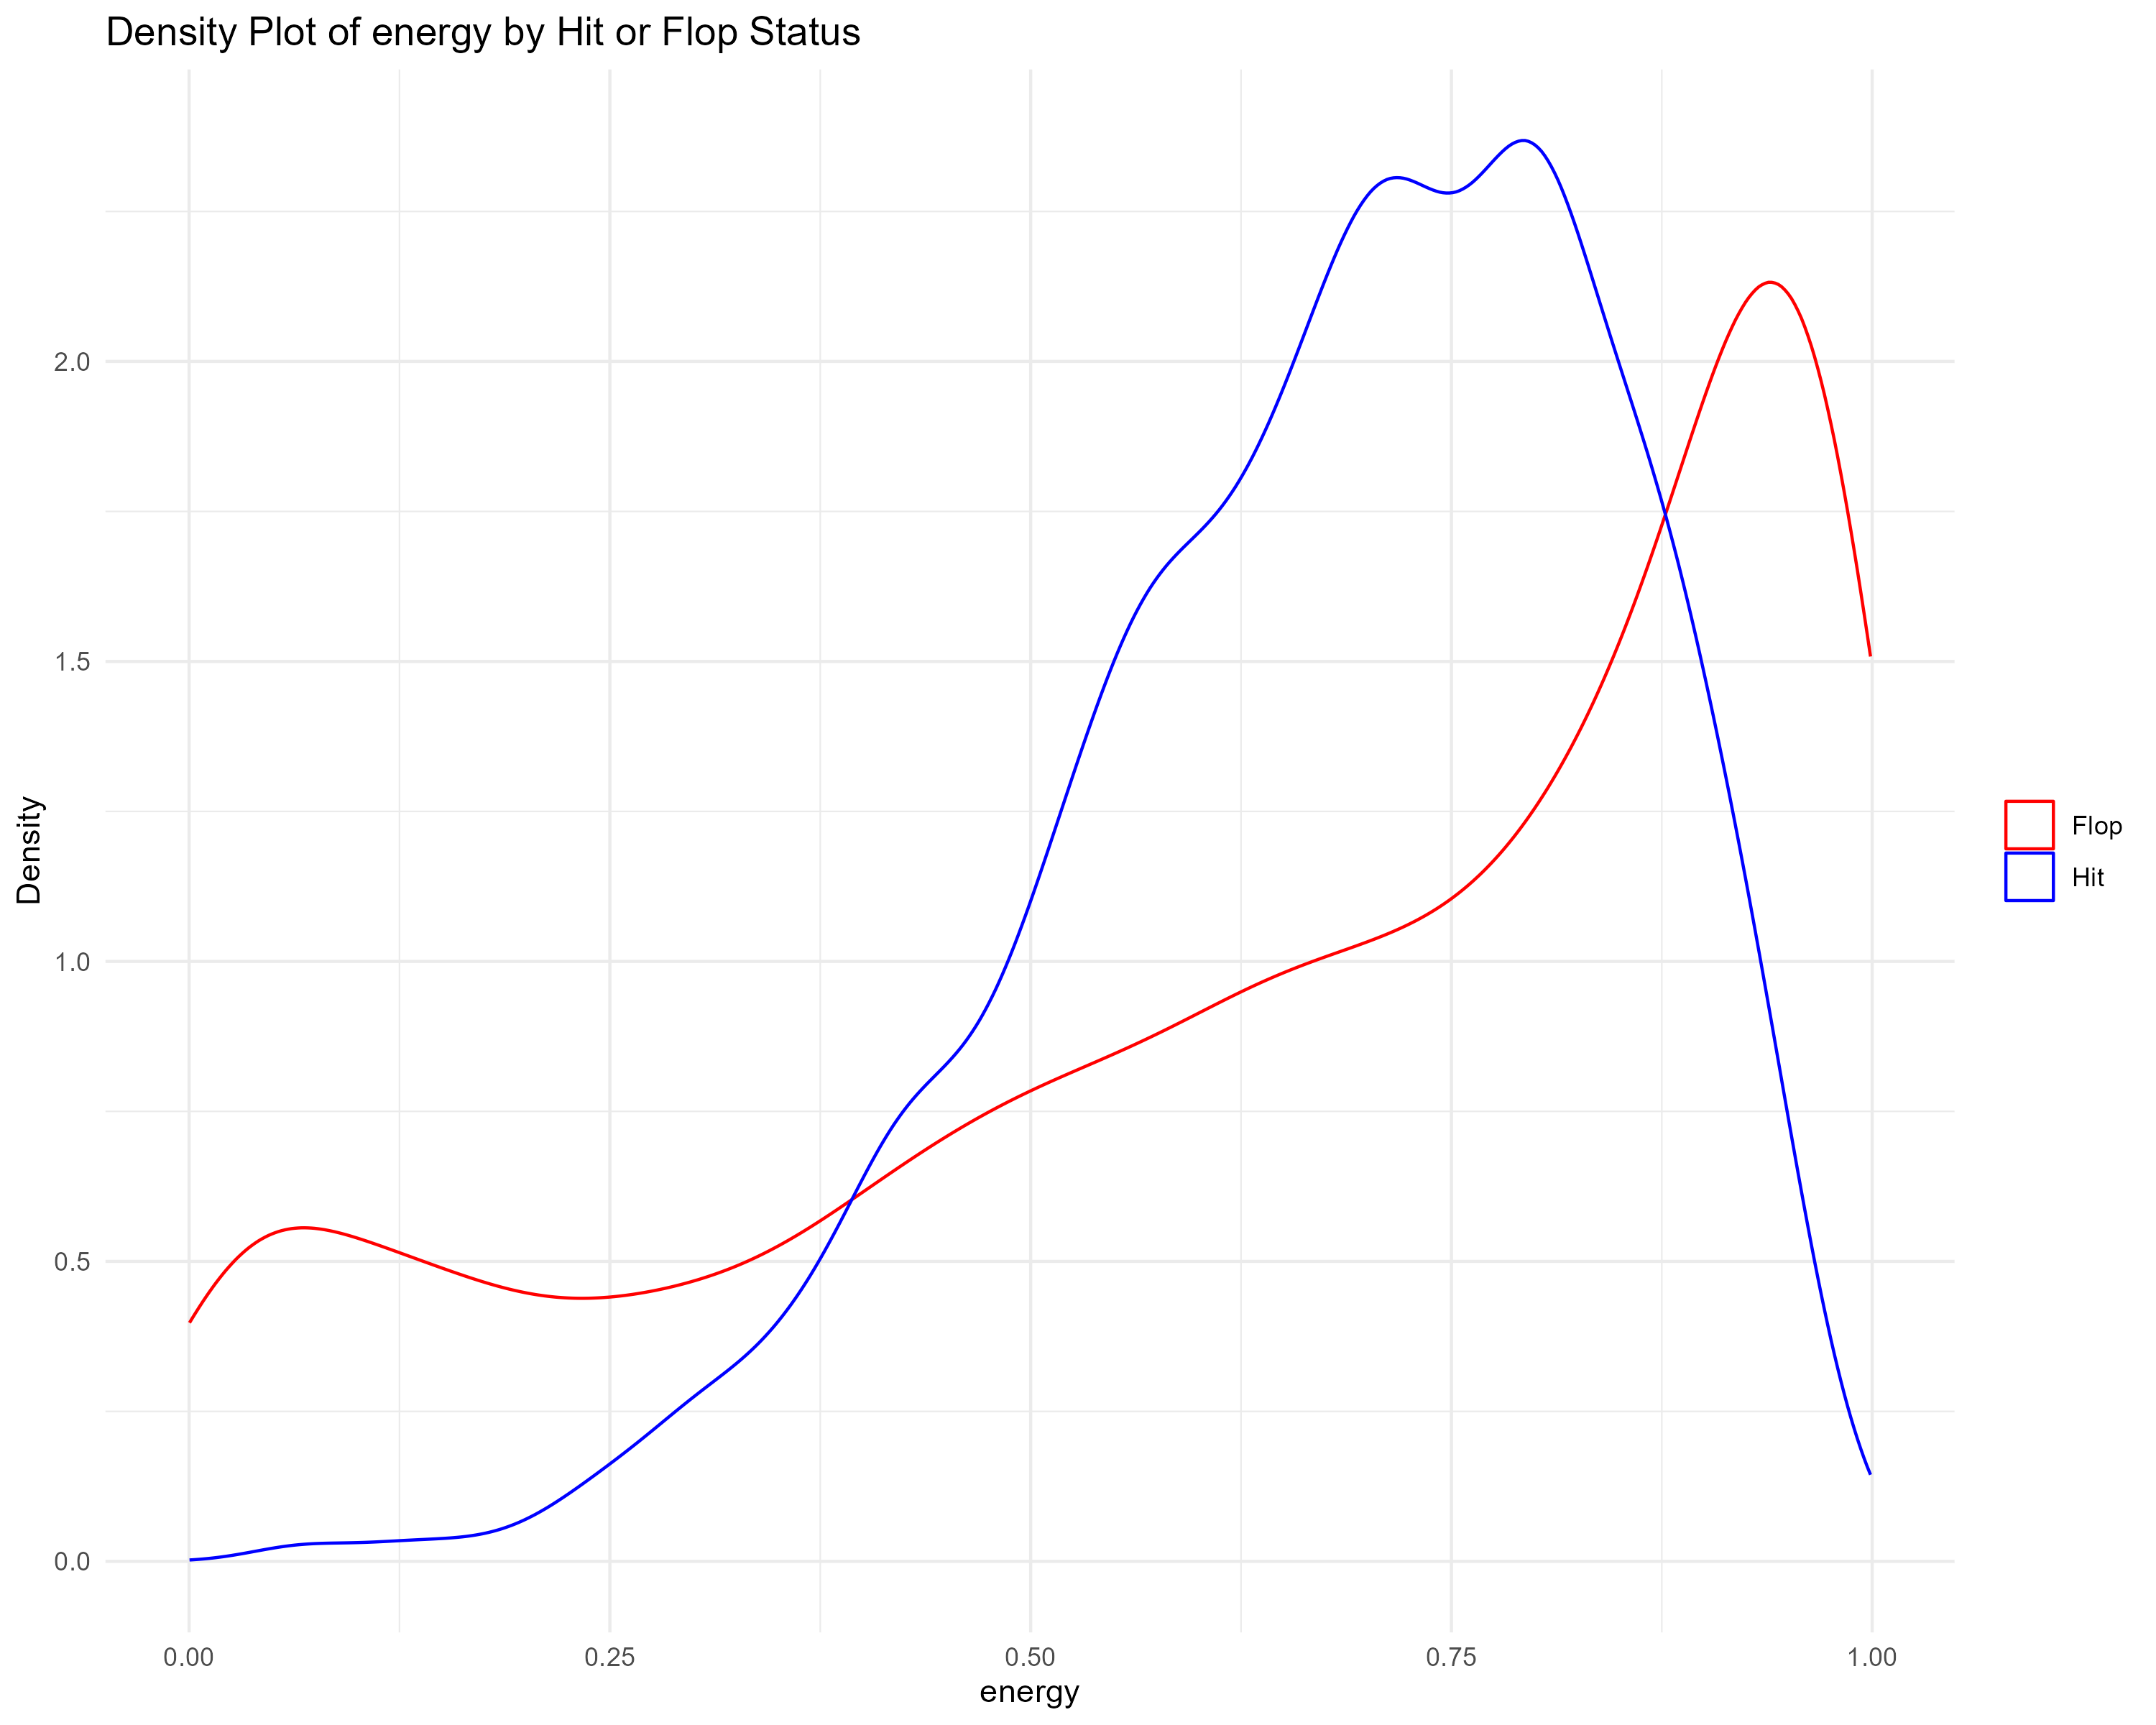 Density Plot of energy by Hit or Flop Status
Density
2.0
1.5
1.0
0.5
0.0
0.00 0.25 0.50 0.75 1.00
energy
Flop
Hit